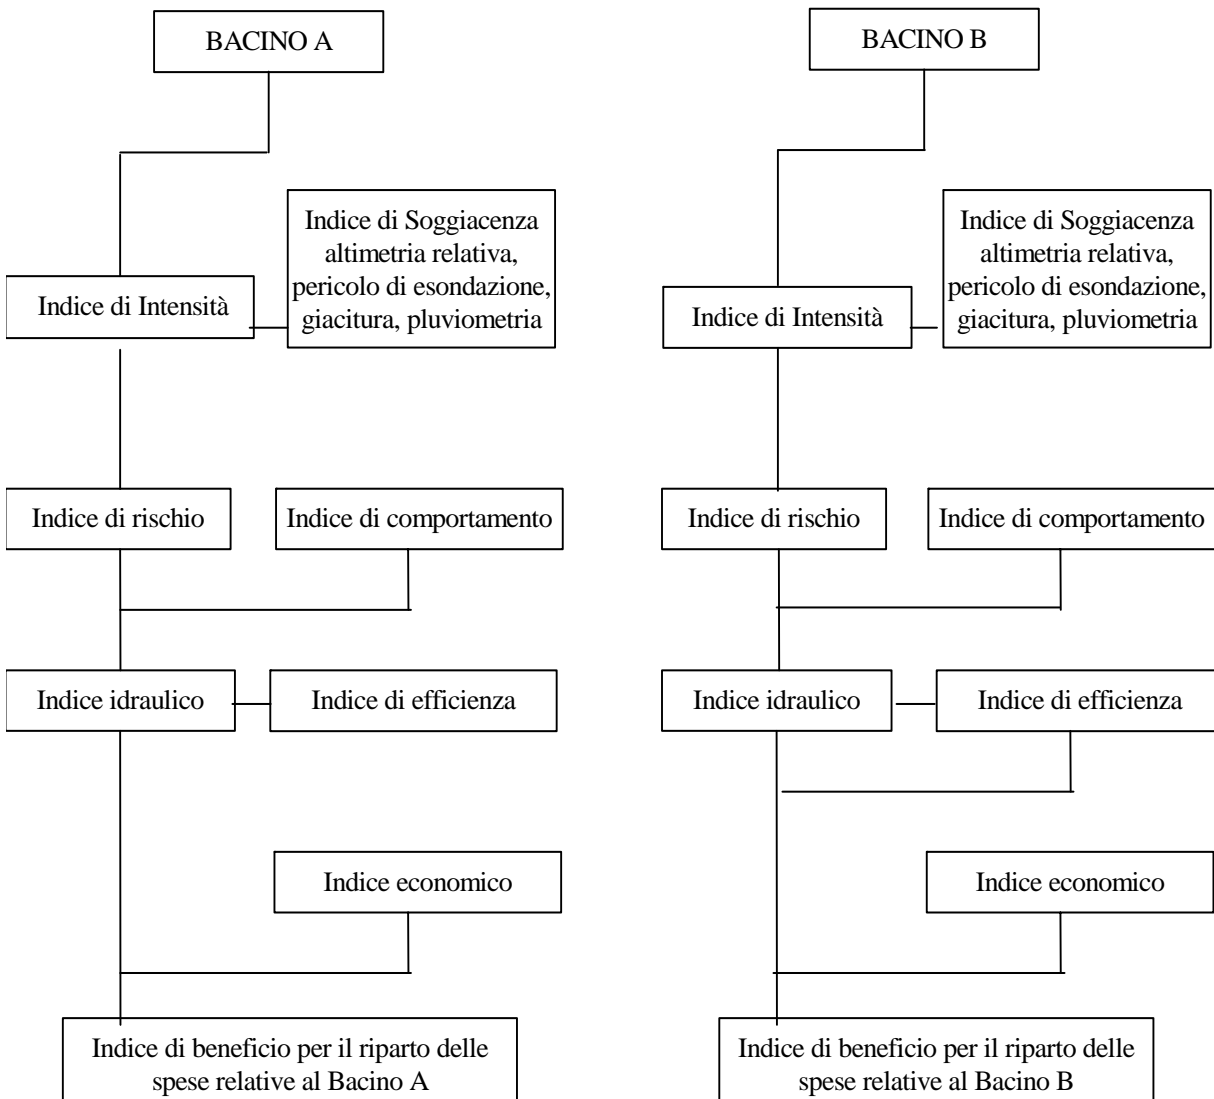 BACINO A
Indice di Soggiacenza
altimetria relativa,
pericolo di esondazione,
giacitura, pluviometria
Indice di Intensità
Indice di rischio
Indice di comportamento
Indice idraulico
Indice di efficienza
Indice economico
Indice di beneficio per il riparto delle
spese relative al Bacino A
BACINO B
Indice di Soggiacenza
altimetria relativa,
pericolo di esondazione,
giacitura, pluviometria
Indice di Intensità
Indice di rischio
Indice di comportamento
Indice idraulico
Indice di efficienza
Indice economico
Indice di beneficio per il riparto delle
spese relative al Bacino B